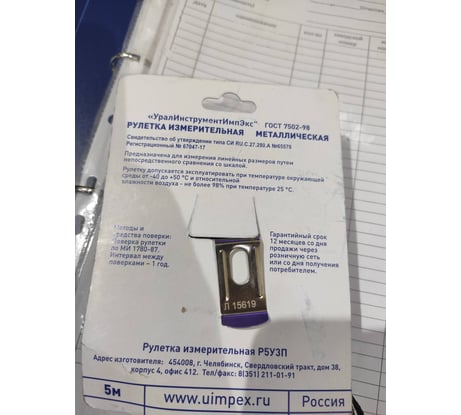 «УралИнструментИмпЭкс" ГОСТ 7502-98
РУЛЕТКА ИЗМЕРИТЕЛЬНАЯ МЕТАЛЛИЧЕСКАЯ
Свидетельство об утверждении типа СИ RU.C.27.200.A №65575
Регистрационный № 67047-17
Предназначена для измерения линейных размеров путем
непосредственного сравнения со шкалой.
Рулетку допускается эксплуатировать при температуре окружающей
среды от -40 до +50 °С и относительной
влажности воздуха - не более 98% при температуре 25 °С.
Методы и
средства поверки:
поверка рулетки
по МИ 1780-87.
Интервал между
поверками – 1 год.
Гарантийный срок
12 месяцев со дня
продажи через
розничную сеть
или со дня получения
потребителем.
Л 15619
Рулетка измерительная Р5У3П
Адрес изготовителя: 454008, г. Челябинск, Свердловский тракт, дом 38,
корпус 4, офис 412. Тел/факс: 8(351) 211-01-91
5м www.uimpex.ru Россия